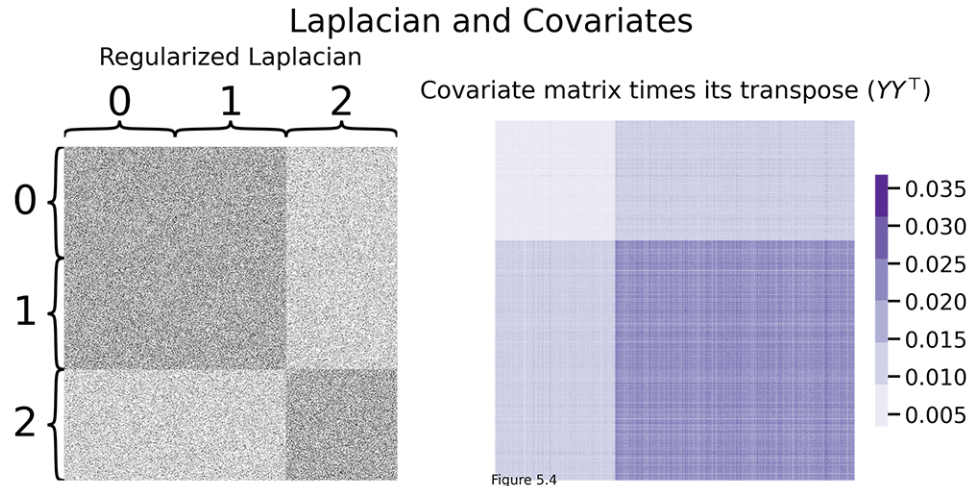 Laplacian and Covariates
Regularized Laplacian
0 1 2
0
1
2
Covariate matrix times its transpose (YY⊤)
0.035
0.030
0.025
0.020
0.015
0.010
0.005
Figure 5.4